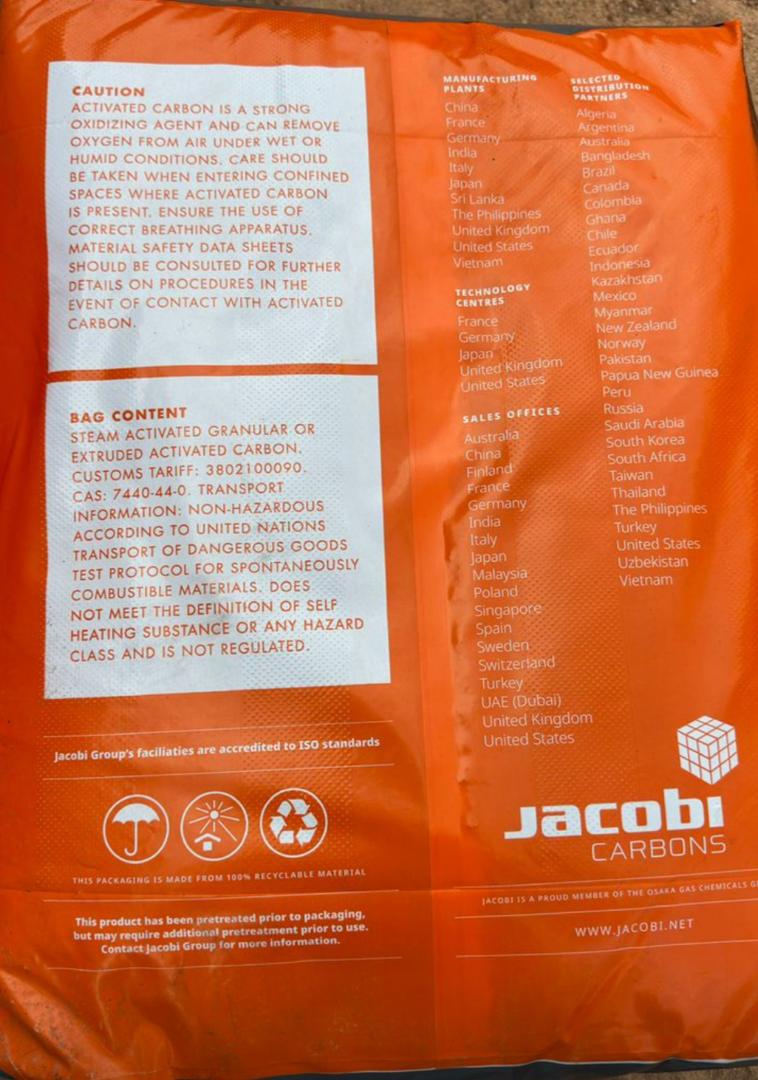 CAUTION
ACTIVATED CARBON IS A STRONG
OXIDIZING AGENT AND CAN REMOVE
OXYGEN FROM AIR UNDER WET OR
HUMID CONDITIONS. CARE SHOULD
BE TAKEN WHEN ENTERING CONFINED
SPACES WHERE ACTIVATED CARBON
IS PRESENT. ENSURE THE USE OF
CORRECT BREATHING APPARATUS.
MATERIAL SAFETY DATA SHEETS
SHOULD BE CONSULTED FOR FURTHER
DETAILS ON PROCEDURES IN THE
EVENT OF CONTACT WITH ACTIVATED
CARBON.
BAG CONTENT
STEAM ACTIVATED GRANULAR OR
EXTRUDED ACTIVATED CARBON.
CUSTOMS TARIFF: 3802100090.
CAS: 7440-44-0. TRANSPORT
INFORMATION: NON-HAZARDOUS
ACCORDING TO UNITED NATIONS
TRANSPORT OF DANGEROUS GOODS
TEST PROTOCOL FOR SPONTANEOUSLY
COMBUSTIBLE MATERIALS. DOES
NOT MEET THE DEFINITION OF SELF
HEATING SUBSTANCE OR ANY HAZARD
CLASS AND IS NOT REGULATED.
Jacobi Group's faciliaties are accredited to ISO standards
THIS PACKAGING IS MADE FROM 100% RECYCLABLE MATERIAL
This product has been pretreated prior to packaging,
but may require additional pretreatment prior to use.
Contact Jacobi Group for more information.
MANUFACTURING
PLANTS
China
France
Germany
India
Italy
Japan
Sri Lanka
The Philippines
United Kingdom
United States
Vietnam
TECHNOLOGY
CENTRES
France
Germany
Japan
United Kingdom
United States
SALES OFFICES
Australia
China
Finland
France
Germany
India
Italy
Japan
Malaysia
Poland
Singapore
Spain
Sweden
Switzerland
Turkey
UAE (Dubai)
United Kingdom
United States
SELECTED
DISTRIBUTION
PARTNERS
Algeria
Argentina
Australia
Bangladesh
Brazil
Canada
Colombia
Ghana
Chile
Ecuador
Indonesia
Kazakhstan
Mexico
Myanmar
New Zealand
Norway
Pakistan
Papua New Guinea
Peru
Russia
Saudi Arabia
South Korea
South Africa
Taiwan
Thailand
The Philippines
Turkey
United States
Uzbekistan
Vietnam
Jacobi
CARBONS
JACOBI IS A PROUD MEMBER OF THE OSAKA GAS CHEMICALS
WWW.JACOBI.NET